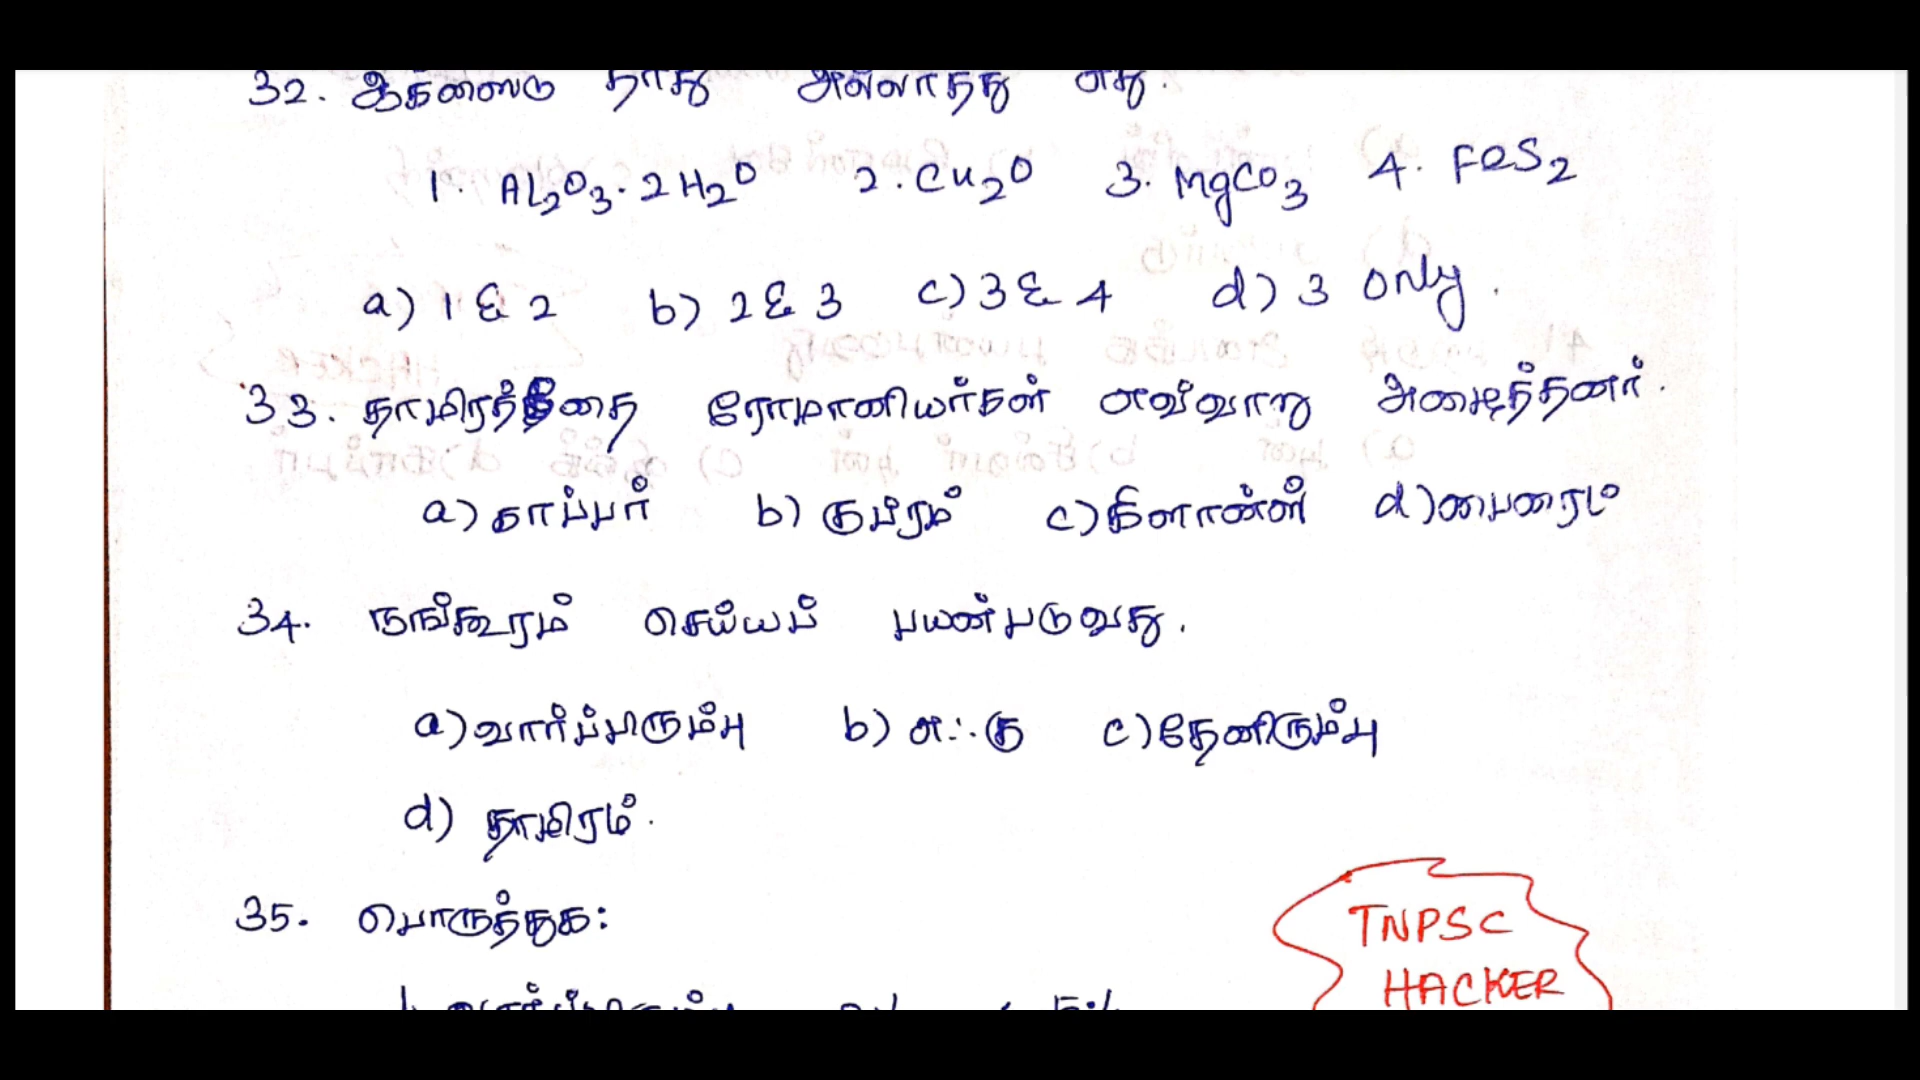 32. ஆக்ஸைடு தாது அல்லாதது எது.
1. Al₂O₃.2H₂O 2. Cu₂O 3. MgCO₃ 4. FeS₂
a) 1 & 2 b) 2 & 3 c) 3 & 4 d) 3 only.
33. தாமிரத்தை ரோமானியர்கள் எவ்வாறு அழைத்தனர்.
a) காப்பர் b) குப்ரம் c) கிளாண்ஸ் d) பைரைட்
34. நங்கூரம் செய்யப் பயன்படுவது.
a) வார்ப்பிரும்பு b) எஃகு c) தேனிரும்பு
d) தாமிரம்.
35. பொருத்துக:
TNPSC
HACKER